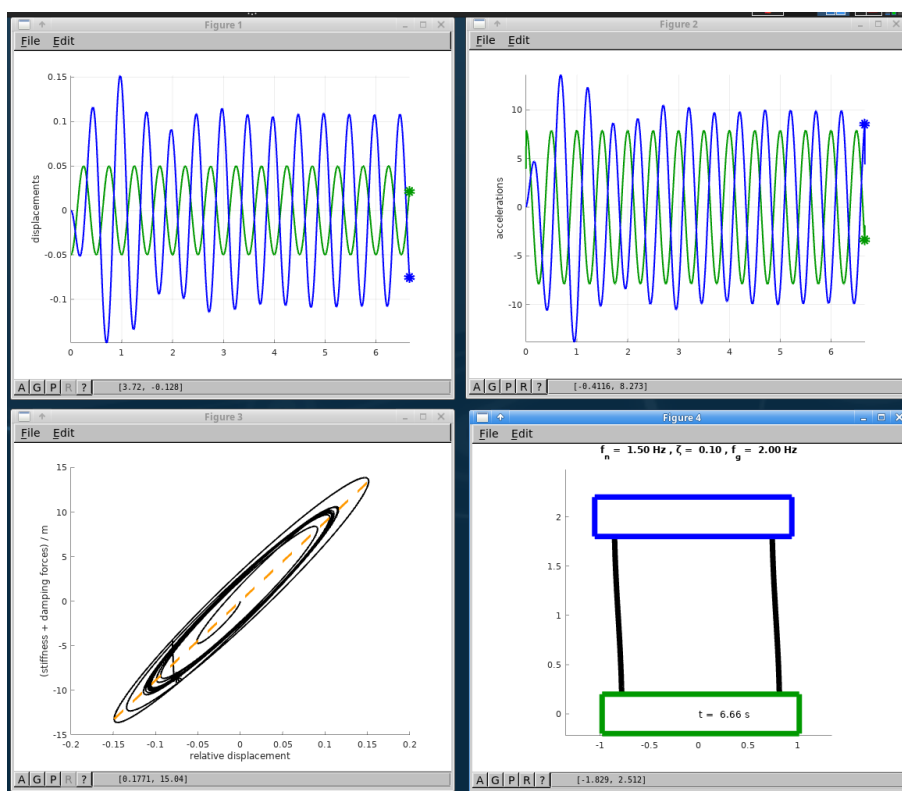 Figure 1
File Edit
0.15
0.1
0.05
0
-0.05
-0.1
displacements
0 1 2 3 4 5 6
A G P R ? [3.72, -0.128]
Figure 2
File Edit
10
5
0
-5
-10
accelerations
0 1 2 3 4 5 6
A G P R ? [-0.4116, 8.273]
Figure 3
File Edit
15
10
5
0
-5
-10
-15
(stiffness + damping forces) / m
-0.2 -0.15 -0.1 -0.05 0 0.05 0.1 0.15 0.2
relative displacement
A G P R ? [0.1771, 15.04]
Figure 4
File Edit
f_n = 1.50 Hz , ζ = 0.10 , f_g = 2.00 Hz
2
1.5
1
0.5
0
t = 6.66 s
-1 -0.5 0 0.5 1
A G P R ? [-1.829, 2.512]